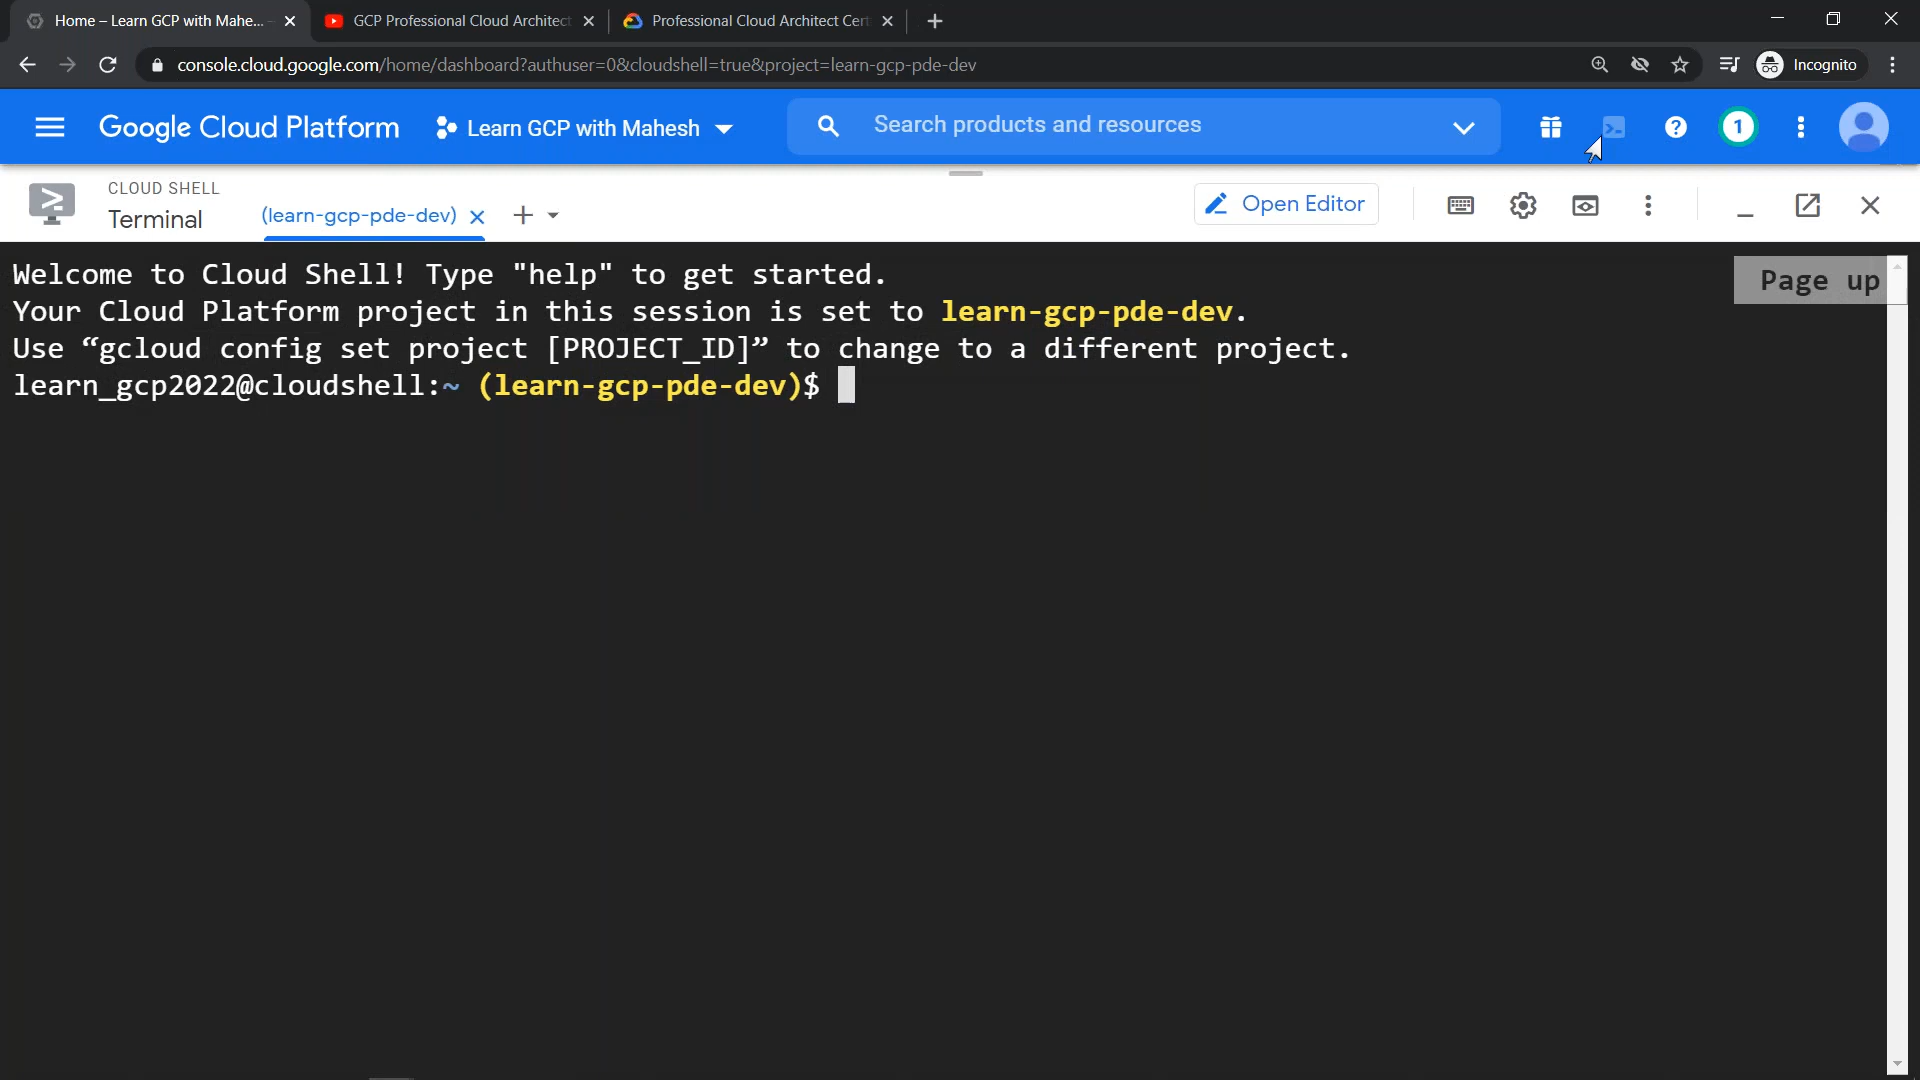 Home – Learn GCP with Mahe...
GCP Professional Cloud Architect
Professional Cloud Architect Cert
console.cloud.google.com/home/dashboard?authuser=0&cloudshell=true&project=learn-gcp-pde-dev
Incognito
Google Cloud Platform
Learn GCP with Mahesh
Search products and resources
1
CLOUD SHELL
Terminal
(learn-gcp-pde-dev)
Open Editor
Welcome to Cloud Shell! Type "help" to get started.
Page up
Your Cloud Platform project in this session is set to learn-gcp-pde-dev.
Use “gcloud config set project [PROJECT_ID]” to change to a different project.
learn_gcp2022@cloudshell:~ (learn-gcp-pde-dev)$